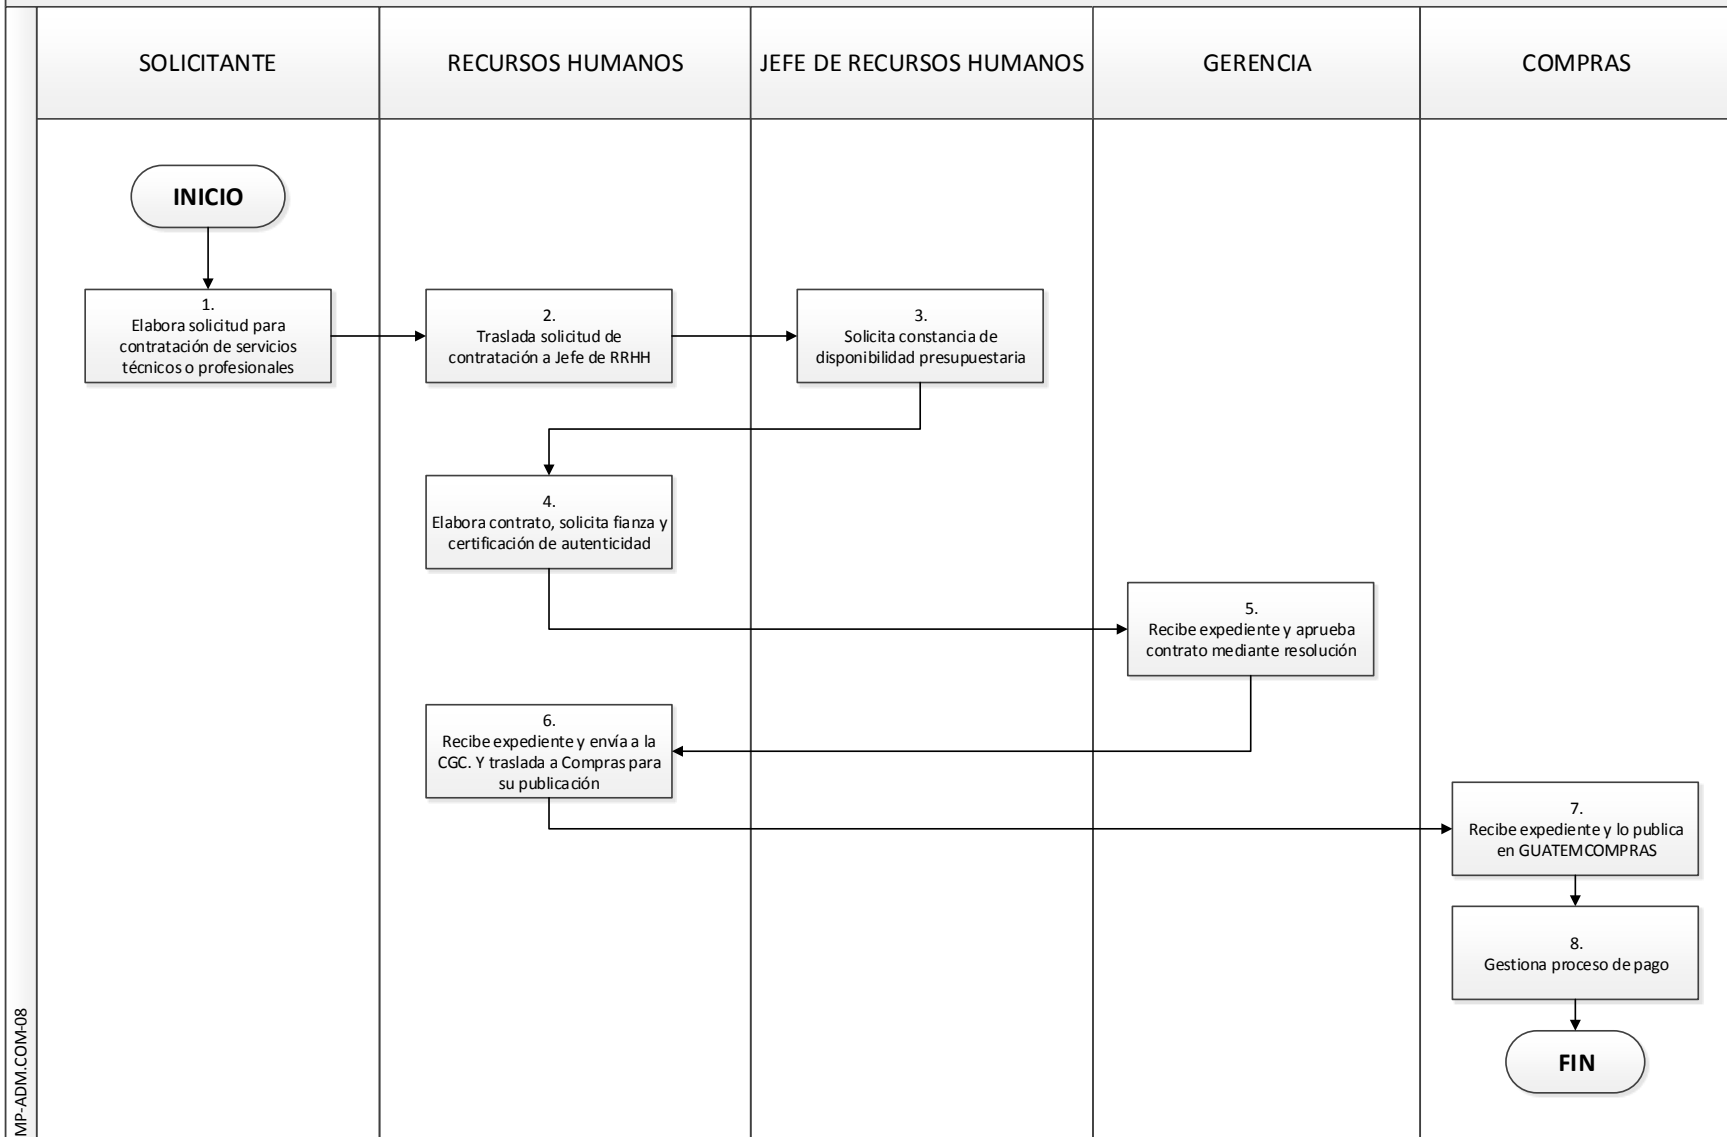 SOLICITANTE
RECURSOS HUMANOS
JEFE DE RECURSOS HUMANOS
GERENCIA
COMPRAS
INICIO
1.
Elabora solicitud para
contratación de servicios
técnicos o profesionales
2.
Traslada solicitud de
contratación a Jefe de RRHH
3.
Solicita constancia de
disponibilidad presupuestaria
4.
Elabora contrato, solicita fianza y
certificación de autenticidad
5.
Recibe expediente y aprueba
contrato mediante resolución
6.
Recibe expediente y envía a la
CGC. Y traslada a Compras para
su publicación
7.
Recibe expediente y lo publica
en GUATEMCOMPRAS
8.
Gestiona proceso de pago
FIN
MP-ADM.COM-08